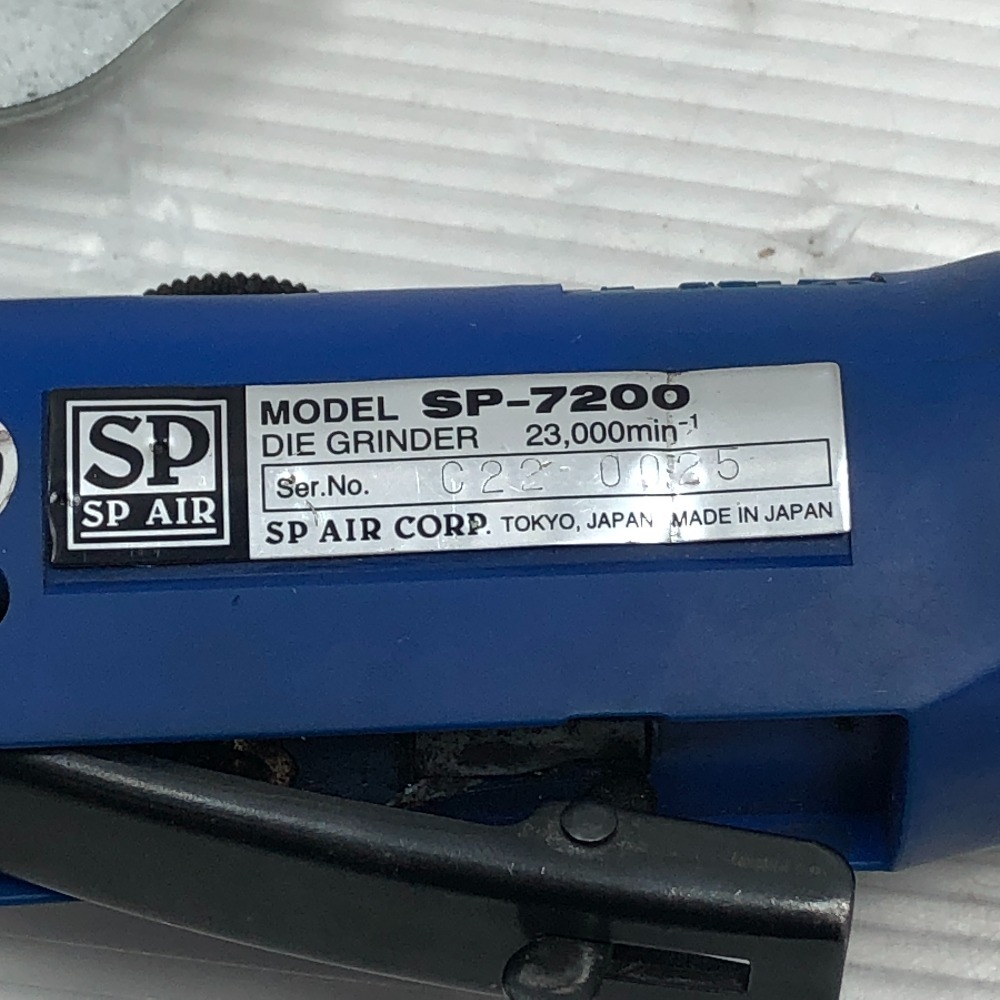 SP
SP AIR
MODEL SP-7200
DIE GRINDER 23,000min⁻¹
Ser.No. C22 0025
SP AIR CORP. TOKYO, JAPAN MADE IN JAPAN